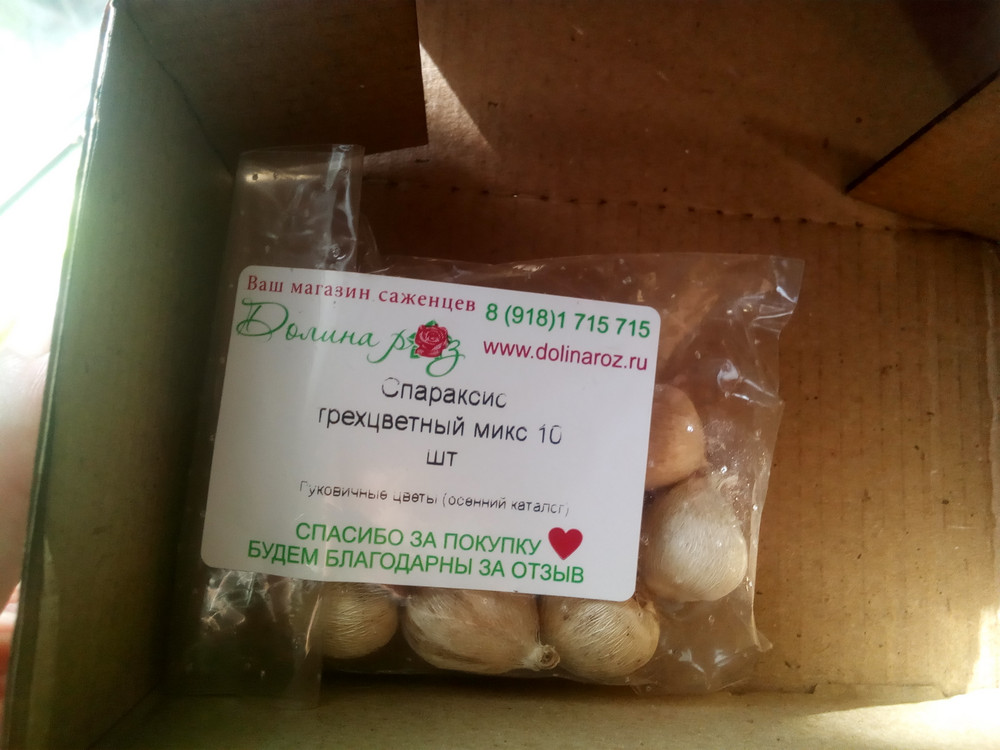 Ваш магазин саженцев
8 (918)1 715 715
Долина роз
www.dolinaroz.ru
Спараксис
трехцветный микс 10
шт
Луковичные цветы (осенний каталог)
СПАСИБО ЗА ПОКУПКУ
БУДЕМ БЛАГОДАРНЫ ЗА ОТЗЫВ